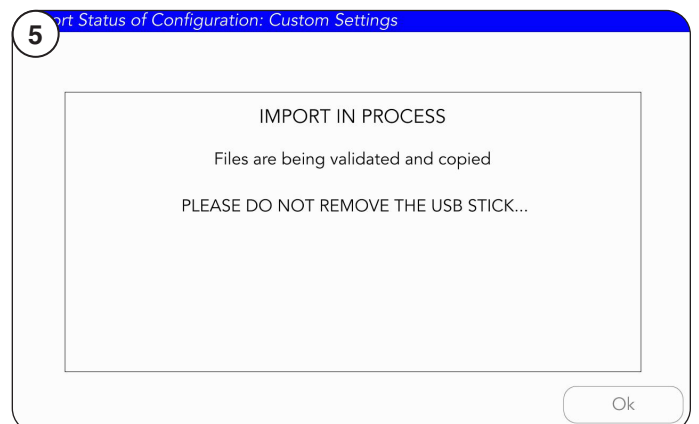 5
ort Status of Configuration: Custom Settings
IMPORT IN PROCESS
Files are being validated and copied
PLEASE DO NOT REMOVE THE USB STICK...
Ok